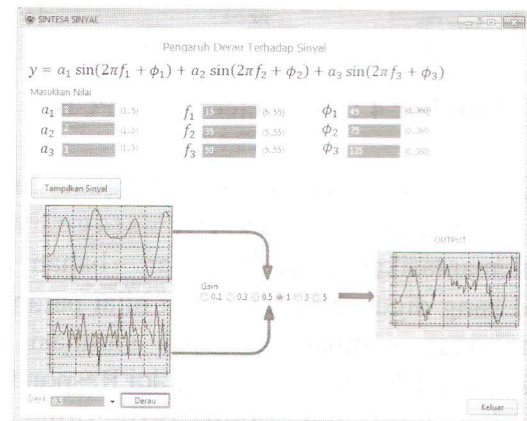 SINTESA SINYAL
Pengaruh Derau Terhadap Sinyal
y = a₁ sin(2πf₁ + ϕ₁) + a₂ sin(2πf₂ + ϕ₂) + a₃ sin(2πf₃ + ϕ₃)
Masukkan Nilai
a₁ 1 (1..5) f₁ 15 (5..55) ϕ₁ 45 (0..360)
a₂ 2 (1..5) f₂ 35 (5..55) ϕ₂ 75 (0..360)
a₃ 1 (1..5) f₃ (5..55) ϕ₃ 135 (0..360)
Tampilkan Sinyal
OUTPUT
Gain
0.1 0.3 0.5 1 3 5
Daya 0.5 Derau
Keluar